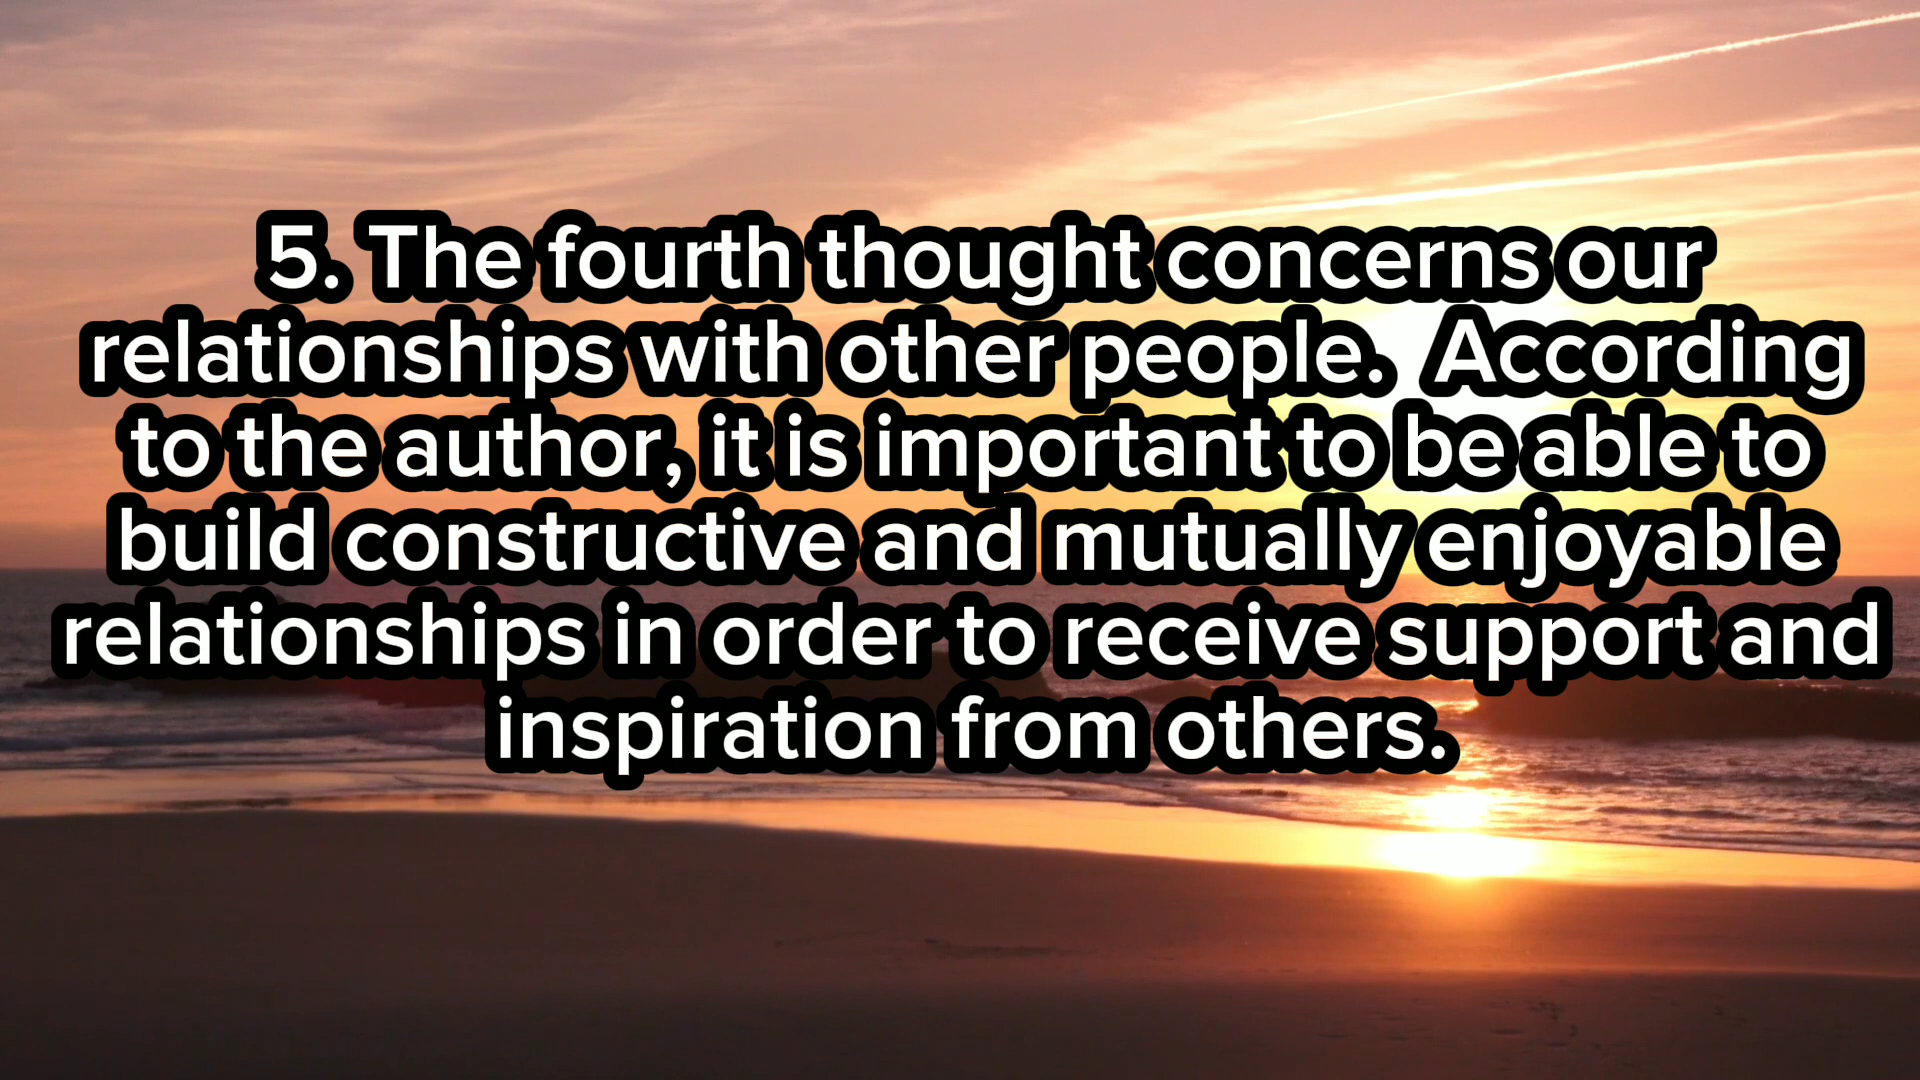 5. The fourth thought concerns our
relationships with other people.  According
to the author, it is important to be able to
build constructive and mutually enjoyable
relationships in order to receive support and
inspiration from others.